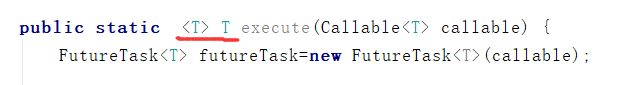 public static <T> T execute(Callable<T> callable) {
FutureTask<T> futureTask=new FutureTask<T>(callable);